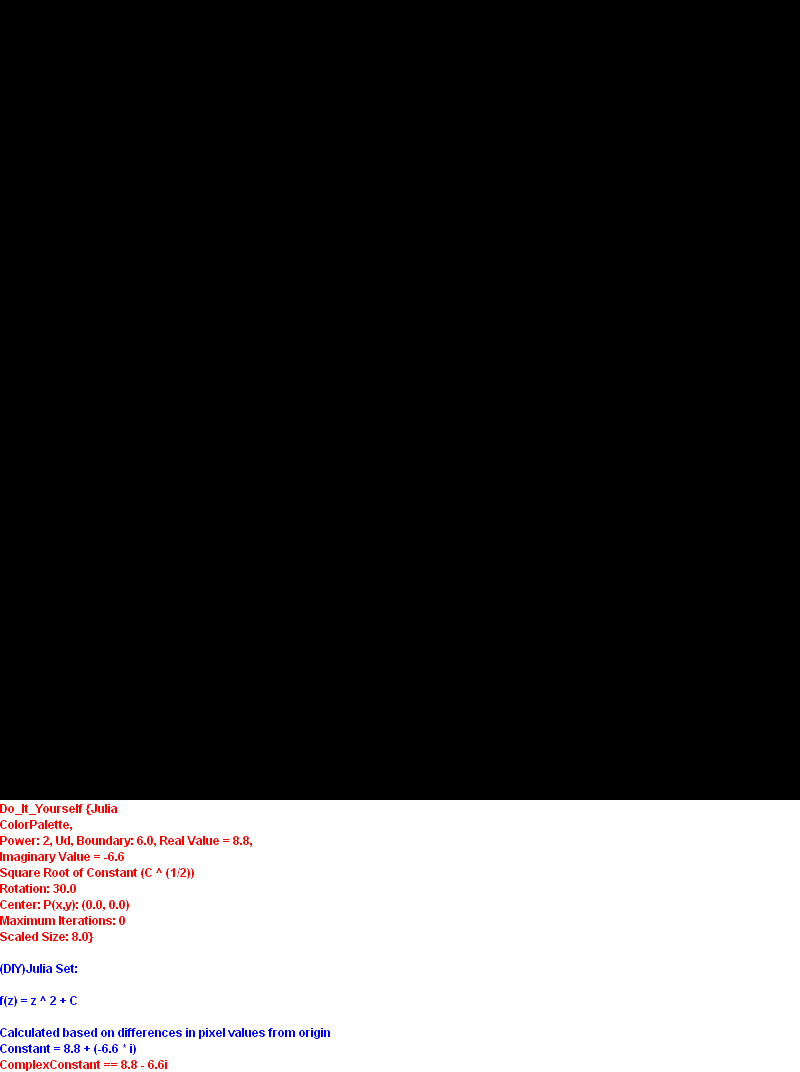 Do_It_Yourself {Julia
ColorPalette,
Power: 2, Ud, Boundary: 6.0, Real Value = 8.8,
Imaginary Value = -6.6
Square Root of Constant (C ^ (1/2))
Rotation: 30.0
Center: P(x,y): (0.0, 0.0)
Maximum Iterations: 0
Scaled Size: 8.0}
(DIY)Julia Set:
f(z) = z ^ 2 + C
Calculated based on differences in pixel values from origin
Constant = 8.8 + (-6.6 * i)
ComplexConstant == 8.8 - 6.6i